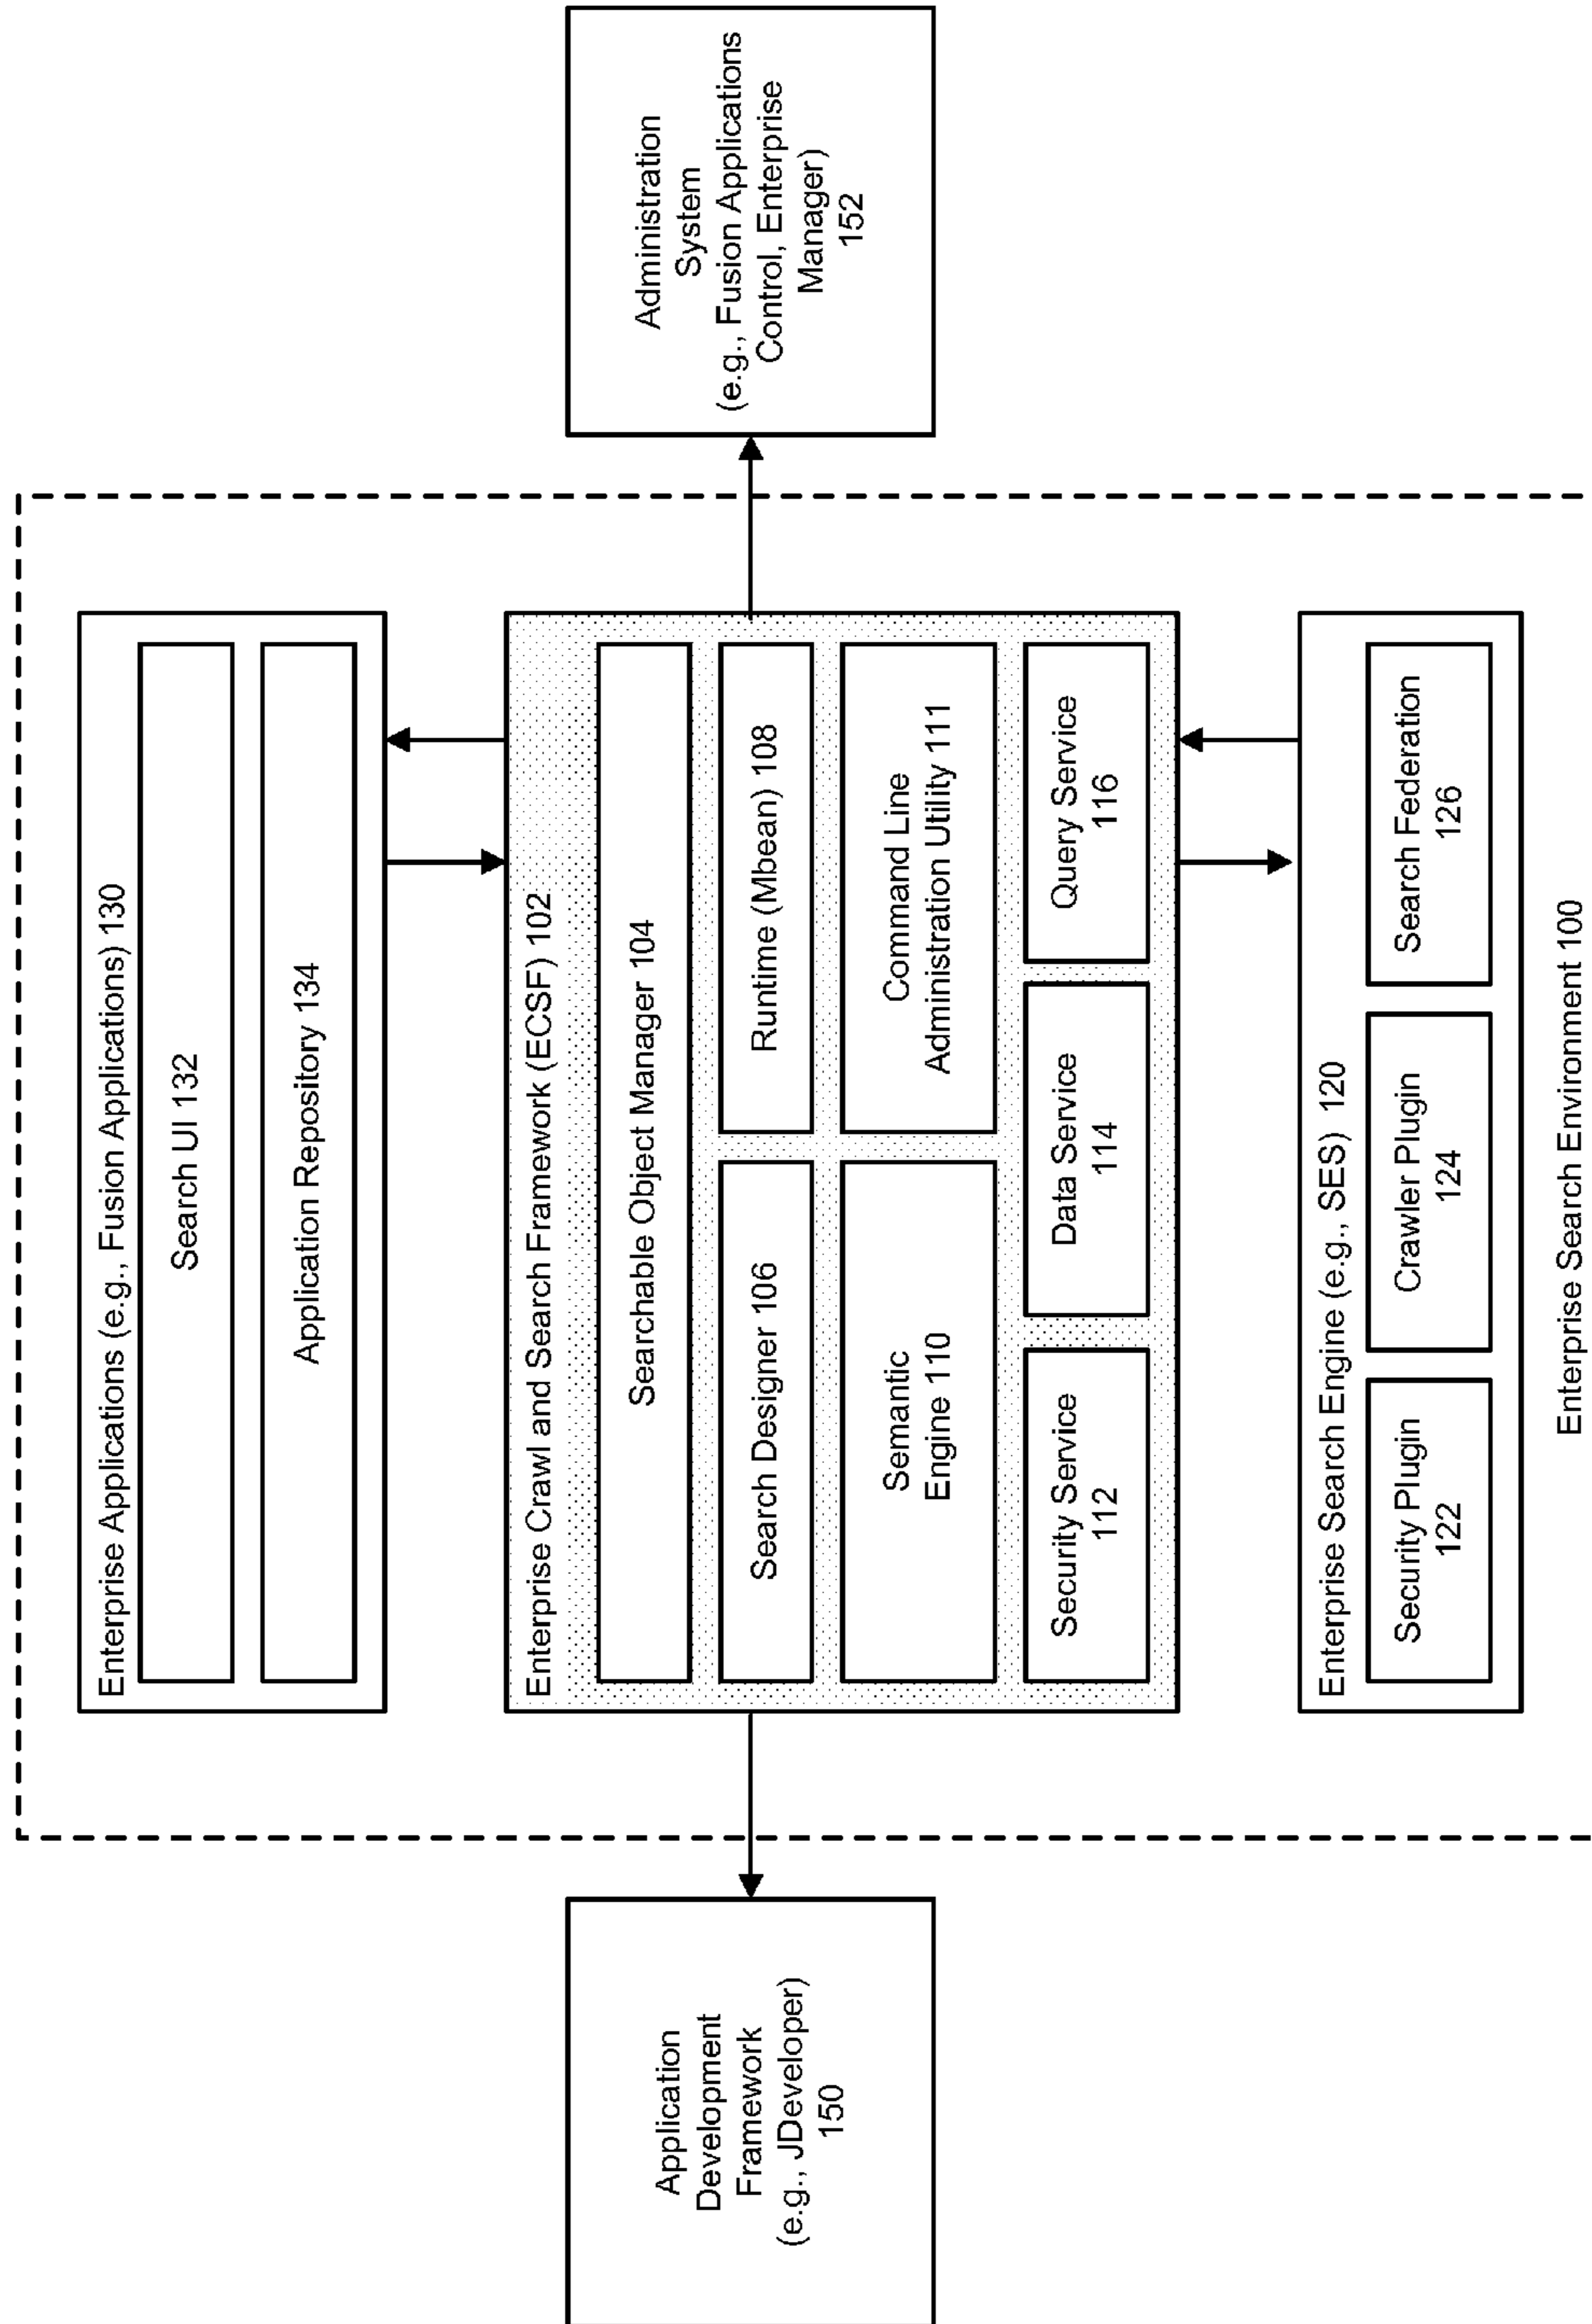 Enterprise Applications (e.g., Fusion Applications) 130
Search UI 132
Application Repository 134
Application
Development
Framework
(e.g., JDeveloper)
150
Enterprise Crawl and Search Framework (ECSF) 102
Searchable Object Manager 104
Search Designer 106
Runtime (Mbean) 108
Semantic
Engine 110
Command Line
Administration Utility 111
Security Service
112
Data Service
114
Query Service
116
Administration
System
(e.g., Fusion Applications
Control, Enterprise
Manager)
152
Enterprise Search Engine (e.g., SES) 120
Security Plugin
122
Crawler Plugin
124
Search Federation
126
Enterprise Search Environment 100